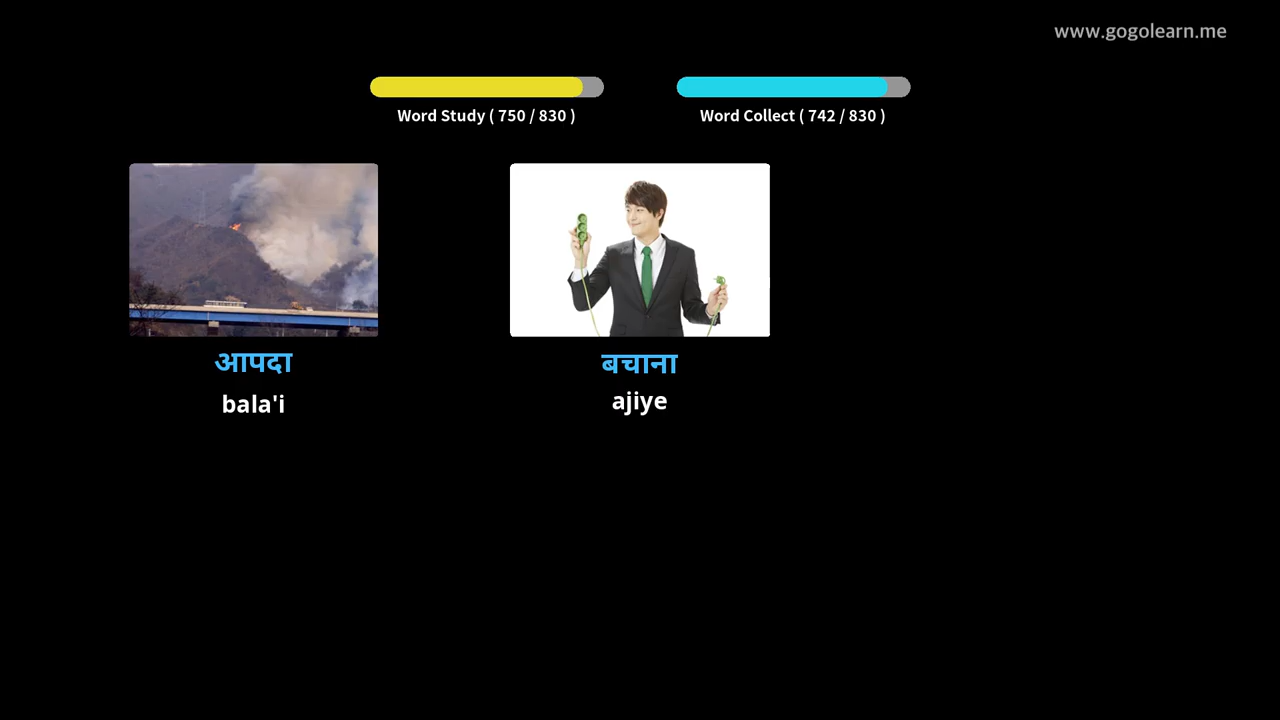 www.gogolearn.me
Word Study ( 750 / 830 )
Word Collect ( 742 / 830 )
आपदा
bala'i
बचाना
ajiye